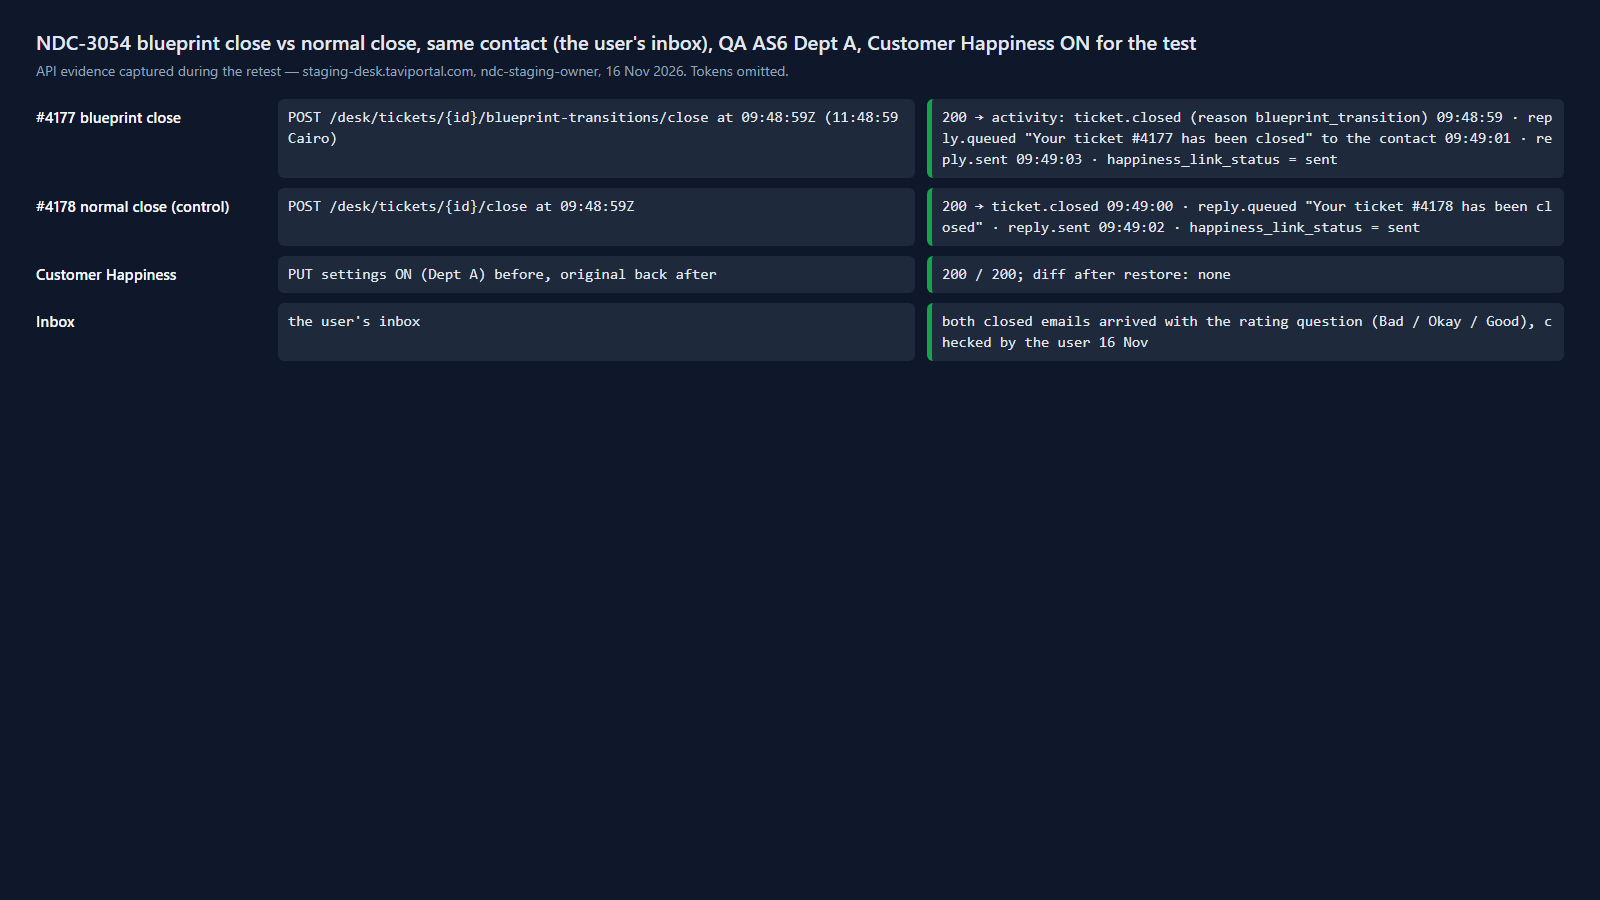 NDC-3054 blueprint close vs normal close, same contact (the user's inbox), QA AS6 Dept A, Customer Happiness ON for the test
API evidence captured during the retest — staging-desk.taviportal.com, ndc-staging-owner, 16 Nov 2026. Tokens omitted.
#4177 blueprint close
POST /desk/tickets/{id}/blueprint-transitions/close at 09:48:59Z (11:48:59
Cairo)
200 → activity: ticket.closed (reason blueprint_transition) 09:48:59 · rep
ly.queued "Your ticket #4177 has been closed" to the contact 09:49:01 · re
ply.sent 09:49:03 · happiness_link_status = sent
#4178 normal close (control)
POST /desk/tickets/{id}/close at 09:48:59Z
200 → ticket.closed 09:49:00 · reply.queued "Your ticket #4178 has been cl
osed" · reply.sent 09:49:02 · happiness_link_status = sent
Customer Happiness
PUT settings ON (Dept A) before, original back after
200 / 200; diff after restore: none
Inbox
the user's inbox
both closed emails arrived with the rating question (Bad / Okay / Good), c
hecked by the user 16 Nov